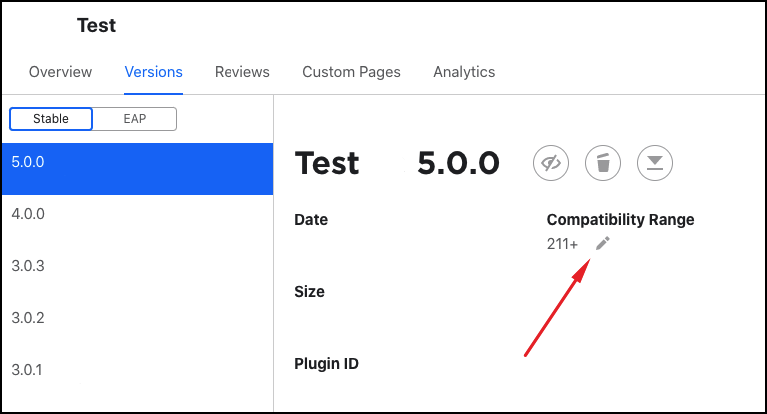 Test
Overview Versions Reviews Custom Pages Analytics
Stable EAP
5.0.0
4.0.0
3.0.3
3.0.2
3.0.1
Test 5.0.0
Date
Compatibility Range
211+
Size
Plugin ID